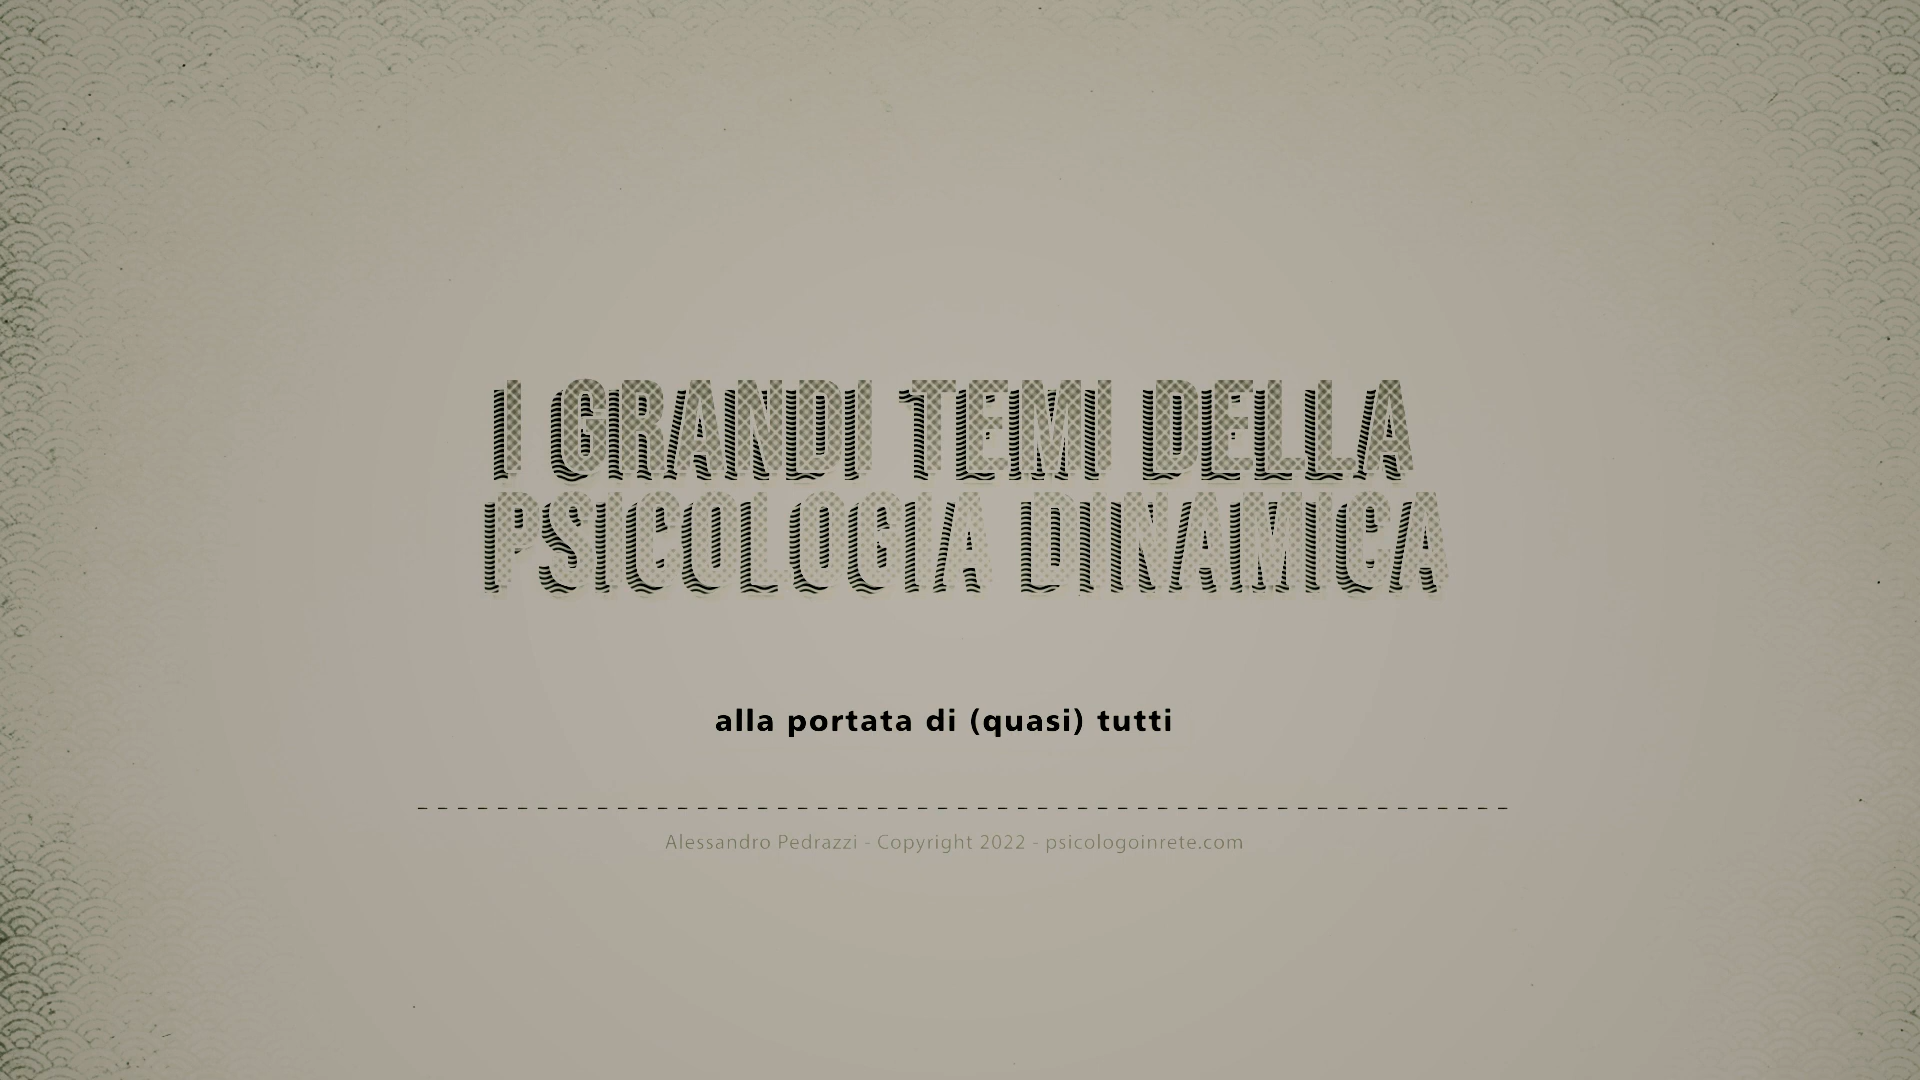 I GRANDI TEMI DELLA
PSICOLOGIA DINAMICA
alla portata di (quasi) tutti
Alessandro Pedrazzi - Copyright 2022 - psicologoinrete.com